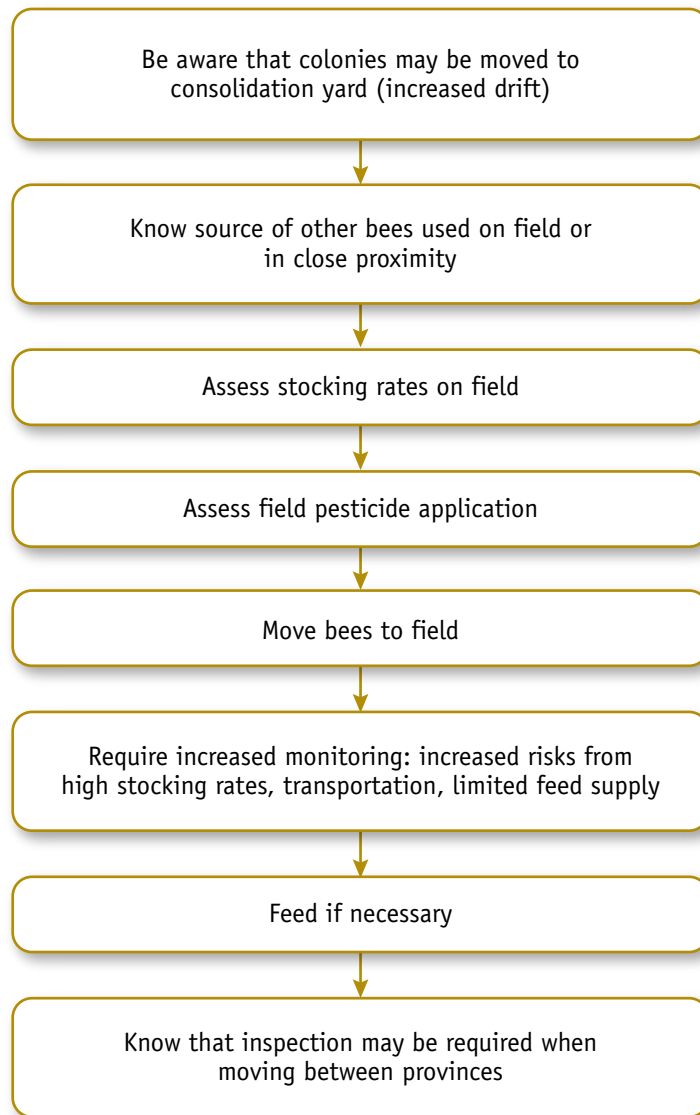 Be aware that colonies may be moved to
consolidation yard (increased drift)
Know source of other bees used on field or
in close proximity
Assess stocking rates on field
Assess field pesticide application
Move bees to field
Require increased monitoring: increased risks from
high stocking rates, transportation, limited feed supply
Feed if necessary
Know that inspection may be required when
moving between provinces